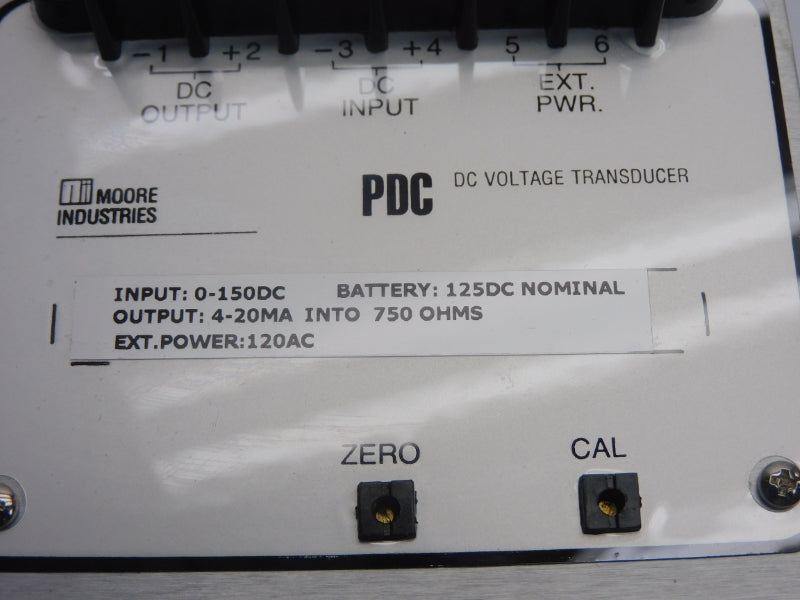 −1 +2 −3 +4 5 6
DC OUTPUT DC INPUT EXT. PWR.
MOORE INDUSTRIES
PDC DC VOLTAGE TRANSDUCER
INPUT: 0-150DC BATTERY: 125DC NOMINAL
OUTPUT: 4-20MA INTO 750 OHMS
EXT.POWER:120AC
ZERO CAL